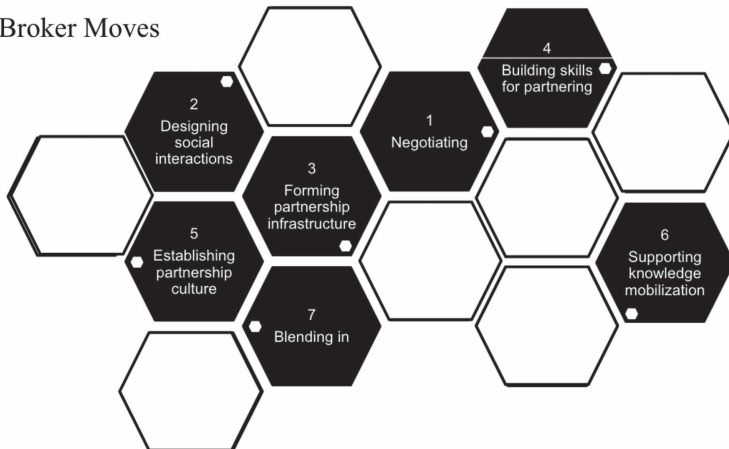 Broker Moves
4
Building skills
for partnering
2
Designing
social
interactions
1
Negotiating
3
Forming
partnership
infrastructure
5
Establishing
partnership
culture
6
Supporting
knowledge
mobilization
7
Blending in